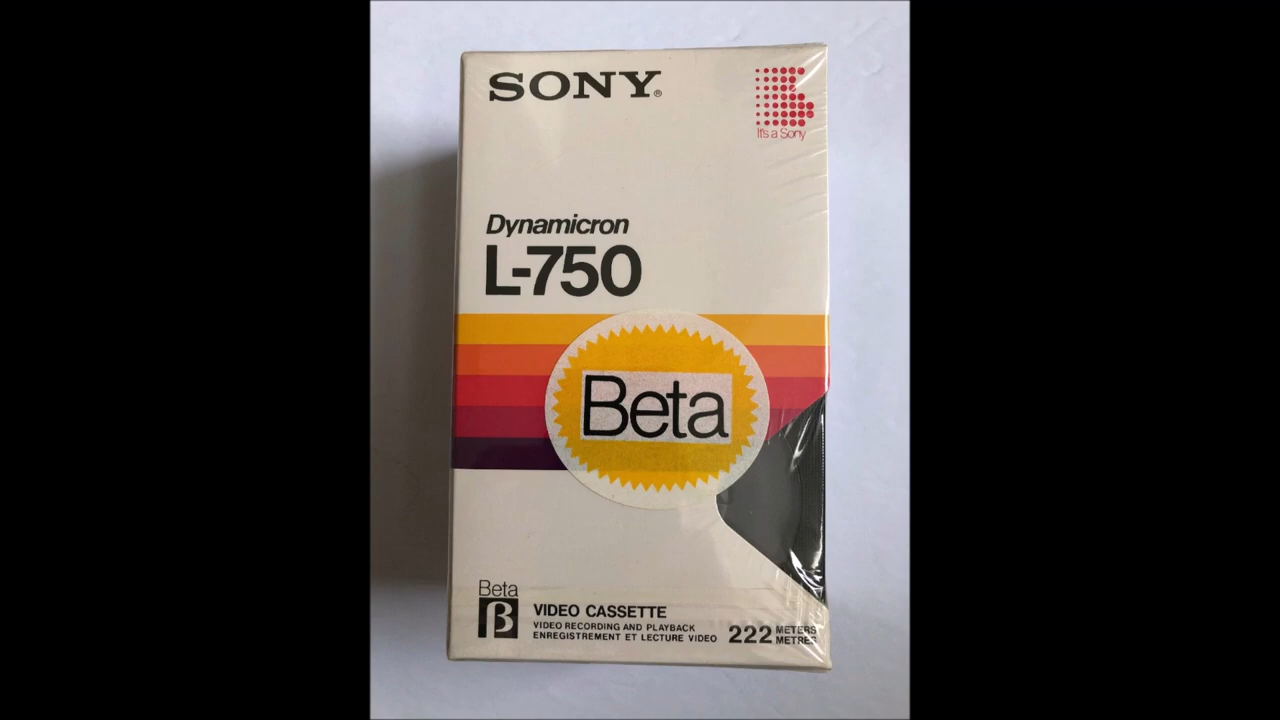 SONY®
It's a Sony
Dynamicron
L-750
Beta
Beta
β
VIDEO CASSETTE
VIDEO RECORDING AND PLAYBACK
ENREGISTREMENT ET LECTURE VIDEO
222 METERS
METRES